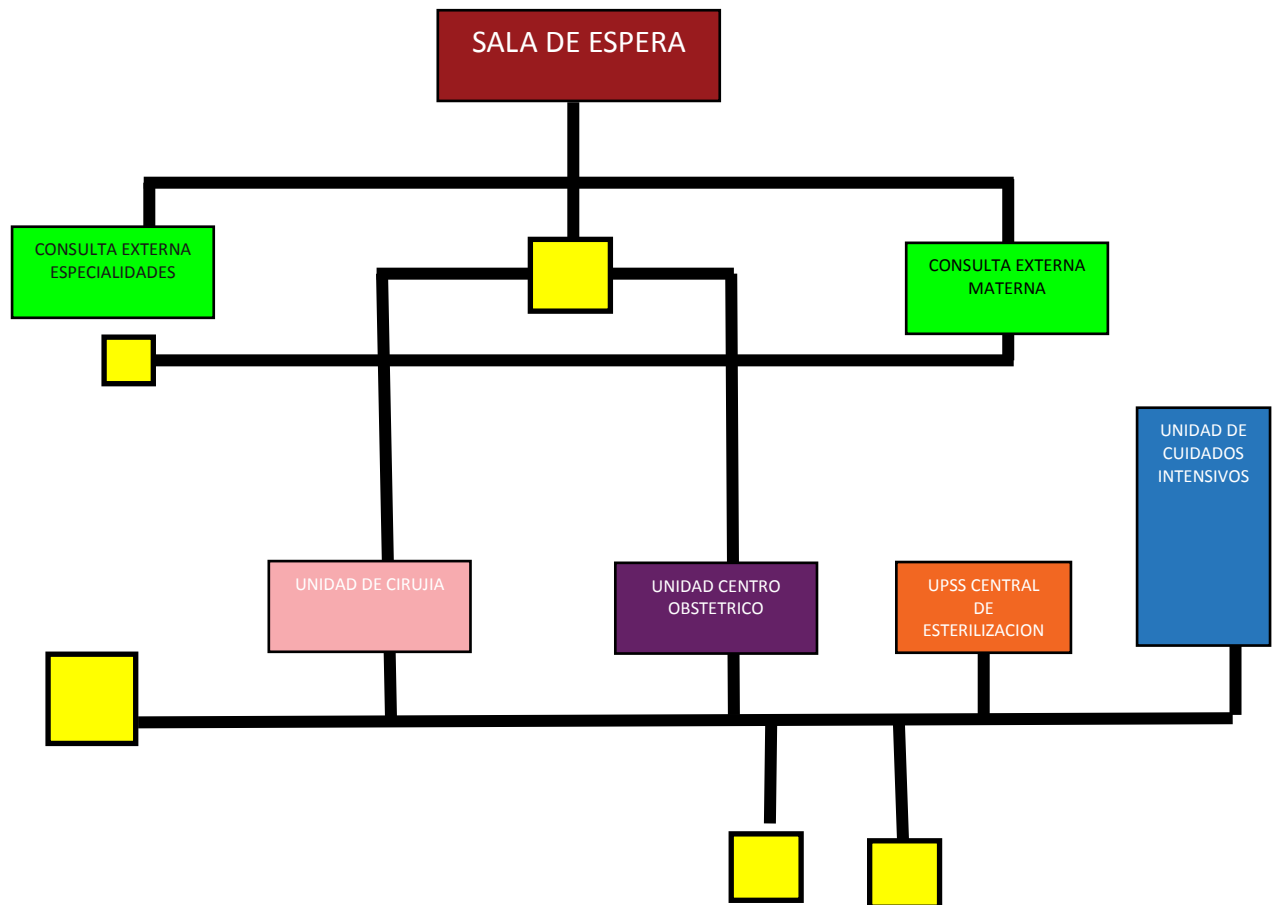 SALA DE ESPERA
CONSULTA EXTERNA
ESPECIALIDADES
CONSULTA EXTERNA
MATERNA
UNIDAD DE
CUIDADOS
INTENSIVOS
UNIDAD DE CIRUJIA
UNIDAD CENTRO
OBSTETRICO
UPSS CENTRAL
DE
ESTERILIZACION